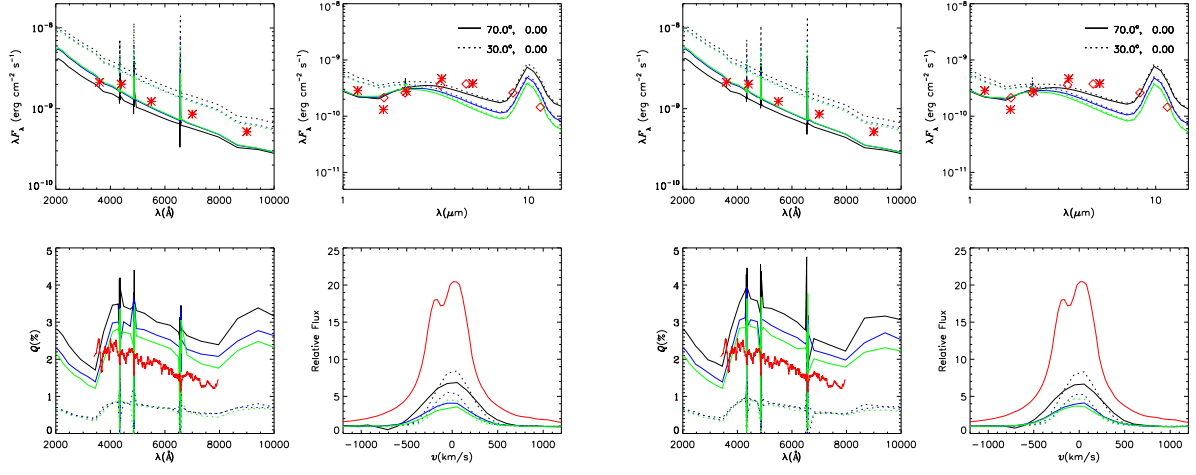 10⁻⁸
10⁻⁹
10⁻¹⁰
λF_λ (erg cm⁻² s⁻¹)
2000 4000 6000 8000 10000
λ(Å)
70.0°, 0.00
30.0°, 0.00
10⁻⁸
10⁻⁹
10⁻¹⁰
10⁻¹¹
λF_λ (erg cm⁻² s⁻¹)
1 10
λ(μm)
10⁻⁸
10⁻⁹
10⁻¹⁰
λF_λ (erg cm⁻² s⁻¹)
2000 4000 6000 8000 10000
λ(Å)
70.0°, 0.00
30.0°, 0.00
10⁻⁸
10⁻⁹
10⁻¹⁰
10⁻¹¹
λF_λ (erg cm⁻² s⁻¹)
1 10
λ(μm)
5
4
3
2
1
0
Q(%)
2000 4000 6000 8000 10000
λ(Å)
25
20
15
10
5
0
Relative Flux
−1000 −500 0 500 1000
v(km/s)
5
4
3
2
1
0
Q(%)
2000 4000 6000 8000 10000
λ(Å)
25
20
15
10
5
0
Relative Flux
−1000 −500 0 500 1000
v(km/s)